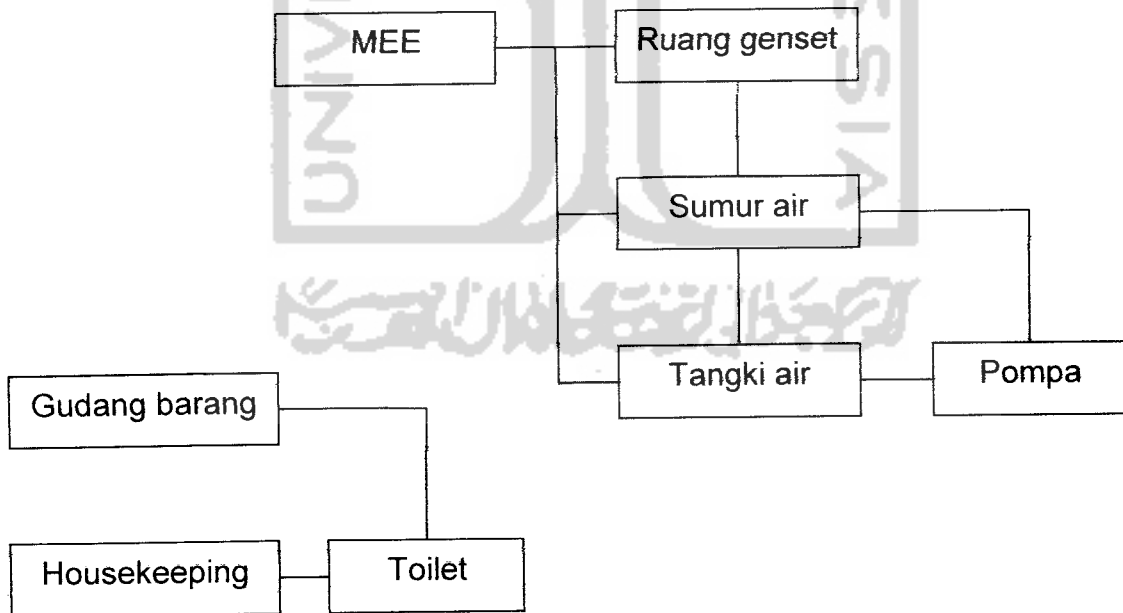 MEE
Ruang genset
Sumur air
Tangki air
Pompa
Gudang barang
Housekeeping
Toilet